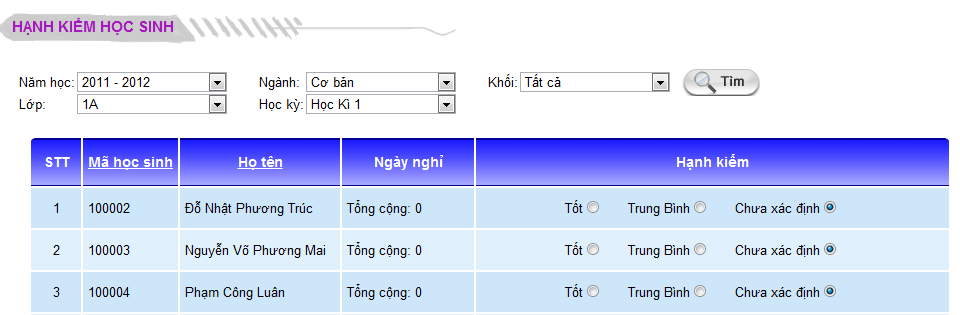 HẠNH KIỂM HỌC SINH
Năm học: 2011 - 2012 Ngành: Cơ bản Khối: Tất cả Tìm
Lớp: 1A Học kỳ: Học Kì 1
STT Mã học sinh Họ tên Ngày nghỉ Hạnh kiểm
1 100002 Đỗ Nhật Phương Trúc Tổng cộng: 0 Tốt Trung Bình Chưa xác định
2 100003 Nguyễn Võ Phương Mai Tổng cộng: 0 Tốt Trung Bình Chưa xác định
3 100004 Phạm Công Luân Tổng cộng: 0 Tốt Trung Bình Chưa xác định